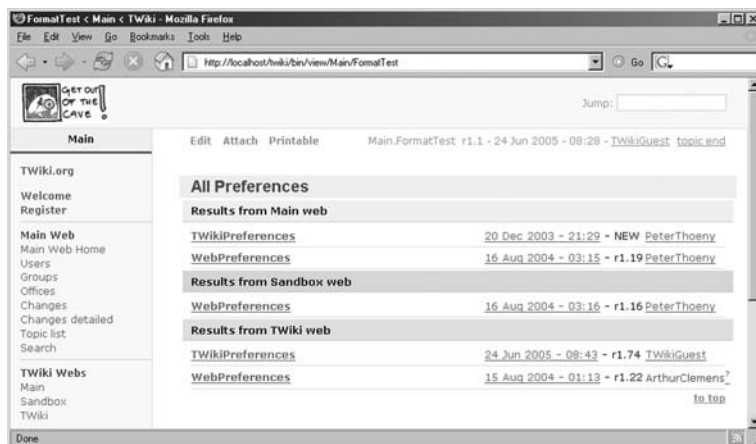 FormatTest < Main < TWiki - Mozilla Firefox
File Edit View Go Bookmarks Tools Help
http://localhost/twiki/bin/view/Main/FormatTest Go G
GET OUT OF THE CAVE!
Jump:
Main
Edit Attach Printable Main.FormatTest r1.1 - 24 Jun 2005 - 08:28 - TWikiGuest topic end
TWiki.org
Welcome
Register
Main Web
Main Web Home
Users
Groups
Offices
Changes
Changes detailed
Topic list
Search
TWiki Webs
Main
Sandbox
TWiki
All Preferences
Results from Main web
TWikiPreferences 20 Dec 2003 - 21:29 - NEW PeterThoeny
WebPreferences 16 Aug 2004 - 03:15 - r1.19 PeterThoeny
Results from Sandbox web
WebPreferences 16 Aug 2004 - 03:16 - r1.16 PeterThoeny
Results from TWiki web
TWikiPreferences 24 Jun 2005 - 08:43 - r1.74 TWikiGuest
WebPreferences 15 Aug 2004 - 01:13 - r1.22 ArthurClemens?
to top
Done